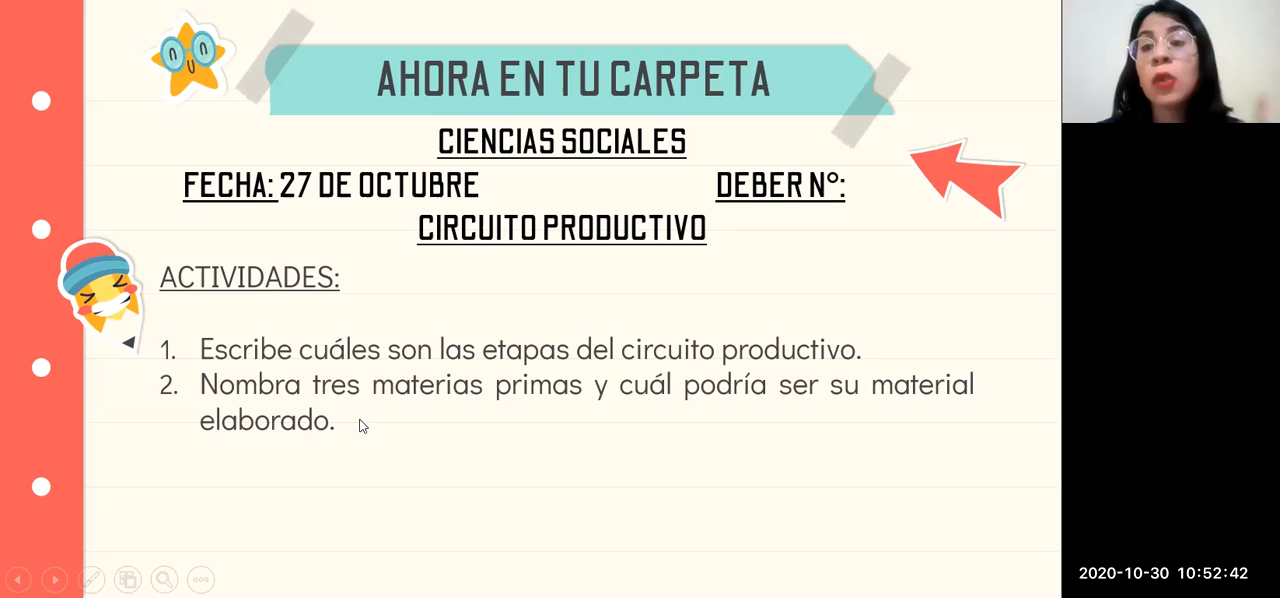 AHORA EN TU CARPETA
CIENCIAS SOCIALES
FECHA: 27 DE OCTUBRE DEBER N°:
CIRCUITO PRODUCTIVO
ACTIVIDADES:
1. Escribe cuáles son las etapas del circuito productivo.
2. Nombra tres materias primas y cuál podría ser su material
elaborado.
2020-10-30 10:52:42